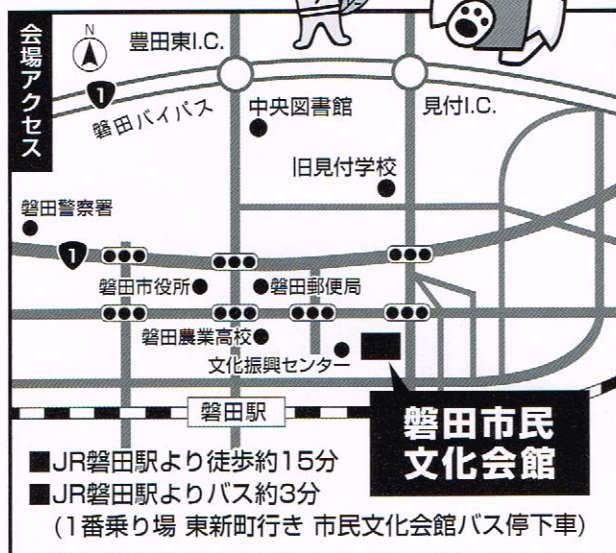 会場アクセス
N
豊田東I.C.
1
磐田バイパス
中央図書館
見付I.C.
旧見付学校
磐田警察署
1
磐田市役所
磐田郵便局
磐田農業高校
文化振興センター
磐田駅
磐田市民
文化会館
■JR磐田駅より徒歩約15分
■JR磐田駅よりバス約3分
(1番乗り場 東新町行き 市民文化会館バス停下車)